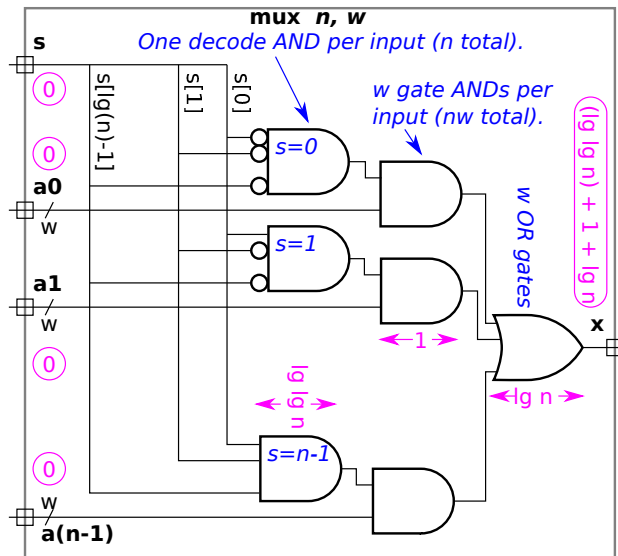 mux n, w
One decode AND per input (n total).
s
0
s[lg(n)-1]
s[1]
s[0]
w gate ANDs per
input (nw total).
s=0
0
a0
w
w OR gates
(lg lg n) + 1 + lg n
s=1
a1
w
x
1
0
lg lg n
lg n
s=n-1
0
w
a(n-1)